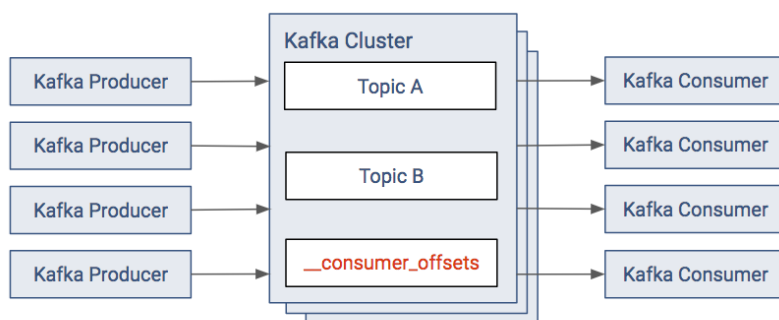 Kafka Cluster
Kafka Producer
Topic A
Kafka Consumer
Kafka Producer
Kafka Consumer
Topic B
Kafka Producer
Kafka Consumer
Kafka Producer
__consumer_offsets
Kafka Consumer